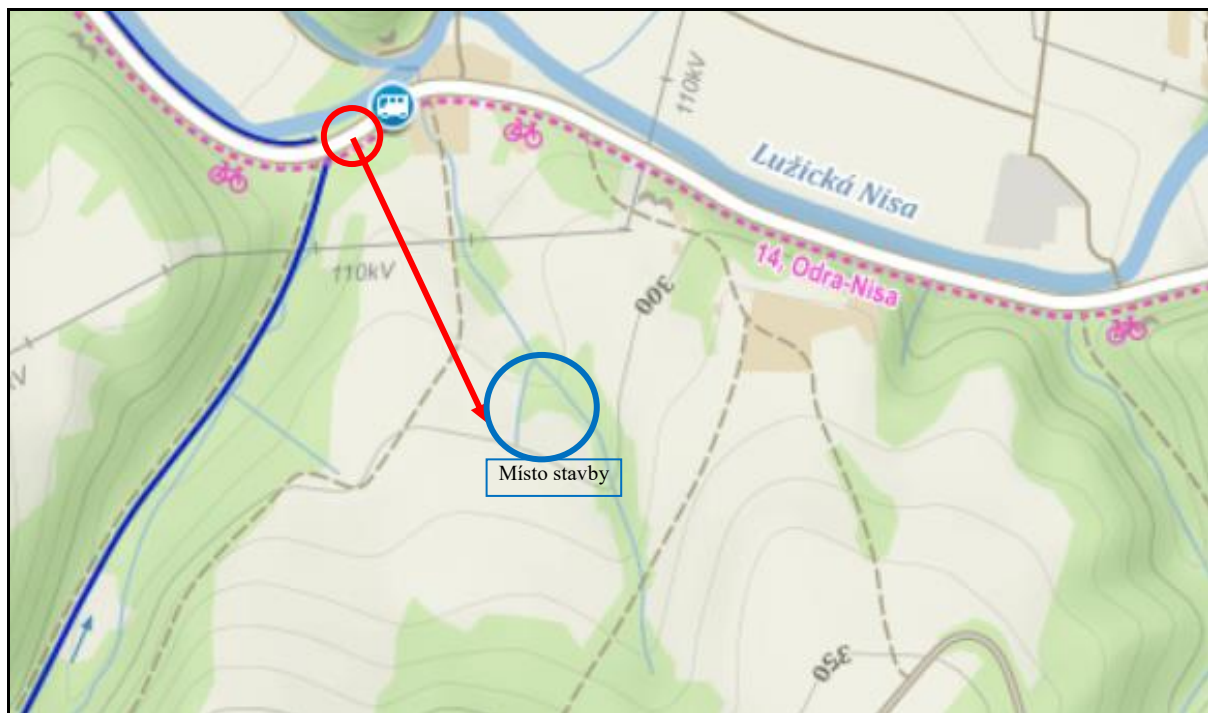 110kV
Lužická Nisa
14, Odra-Nisa
110kV
300
Místo stavby
350